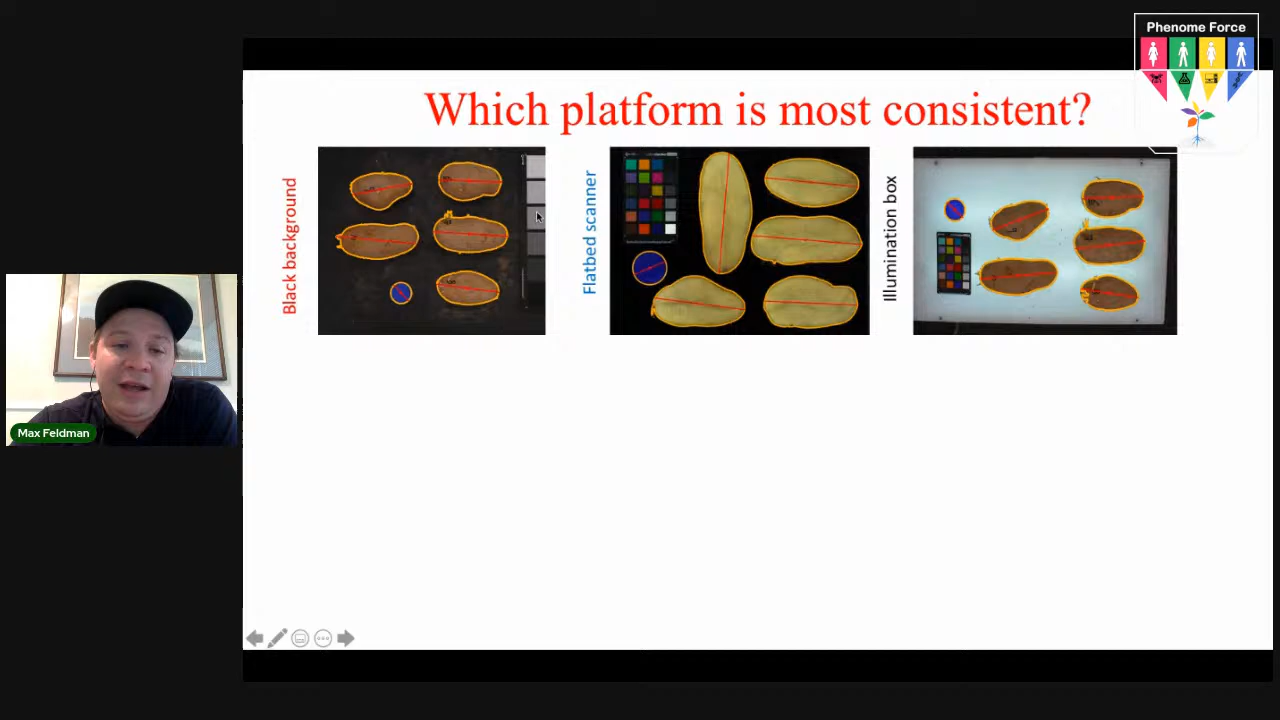 Phenome Force
Which platform is most consistent?
Black background
Flatbed scanner
Illumination box
Max Feldman